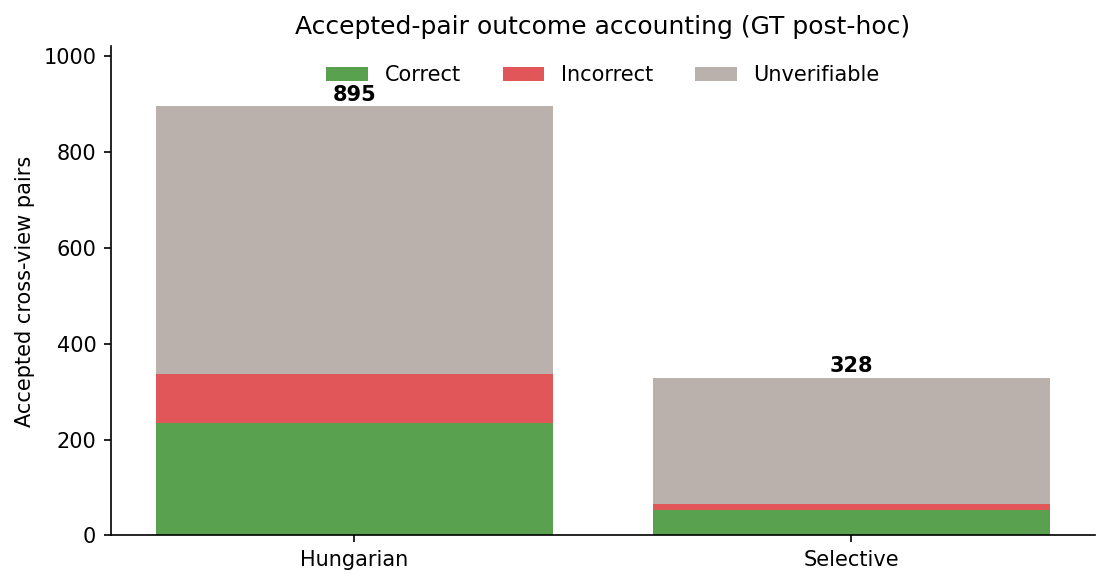 Accepted-pair outcome accounting (GT post-hoc)
Correct Incorrect Unverifiable
Accepted cross-view pairs
1000
800
600
400
200
0
895
328
Hungarian Selective